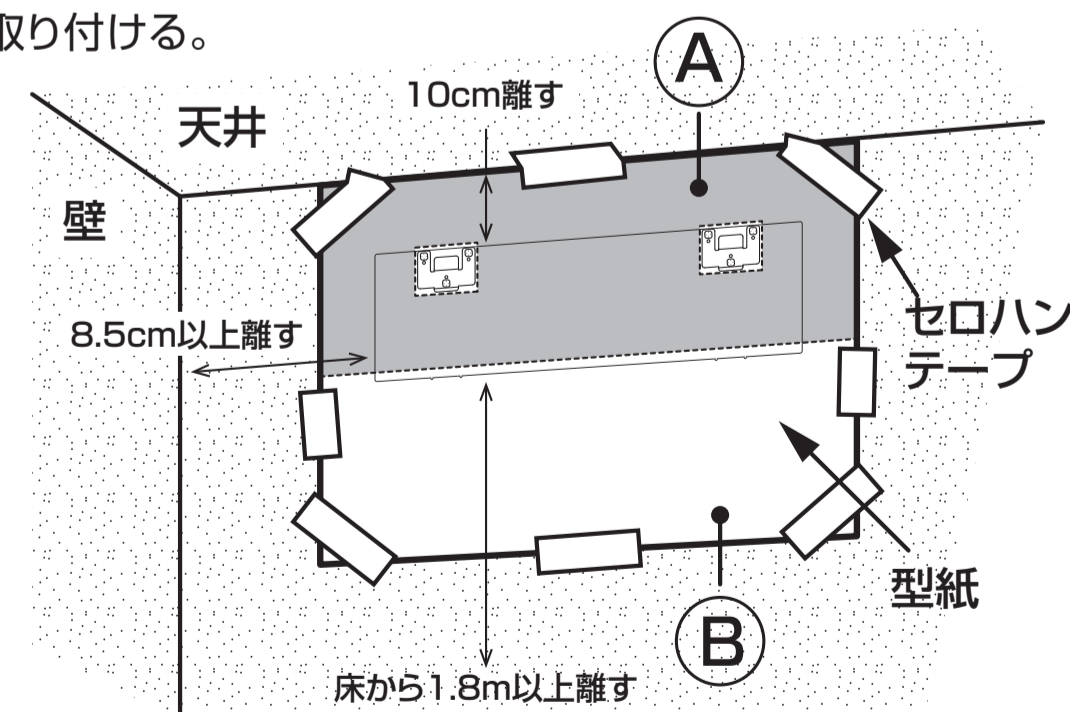 取り付ける。
A
10cm離す
天井
壁
8.5cm以上離す
セロハン
テープ
型紙
B
床から1.8m以上離す